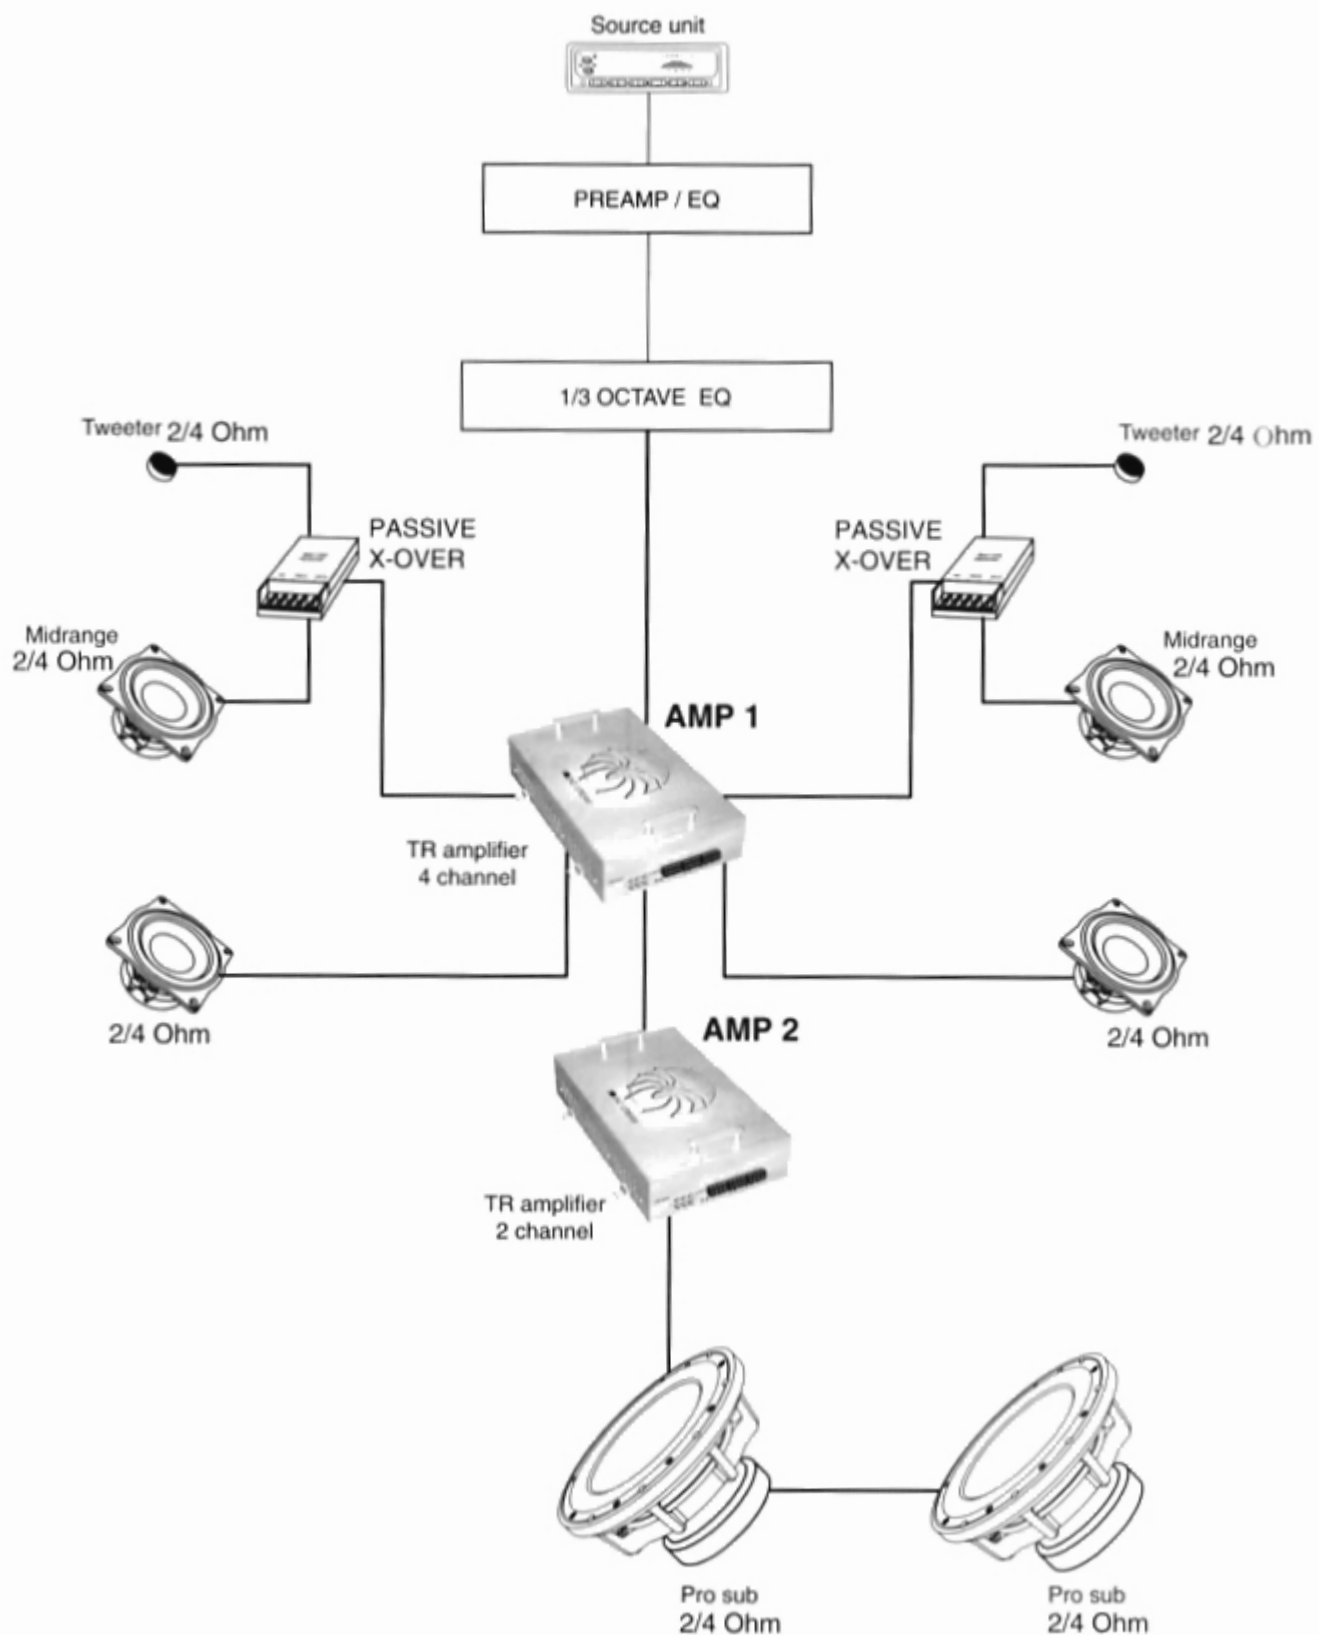 Source unit
PREAMP / EQ
1/3 OCTAVE EQ
Tweeter 2/4 Ohm
Tweeter 2/4 Ohm
PASSIVE
X-OVER
PASSIVE
X-OVER
Midrange
2/4 Ohm
Midrange
2/4 Ohm
AMP 1
TR amplifier
4 channel
2/4 Ohm
2/4 Ohm
AMP 2
TR amplifier
2 channel
Pro sub
2/4 Ohm
Pro sub
2/4 Ohm